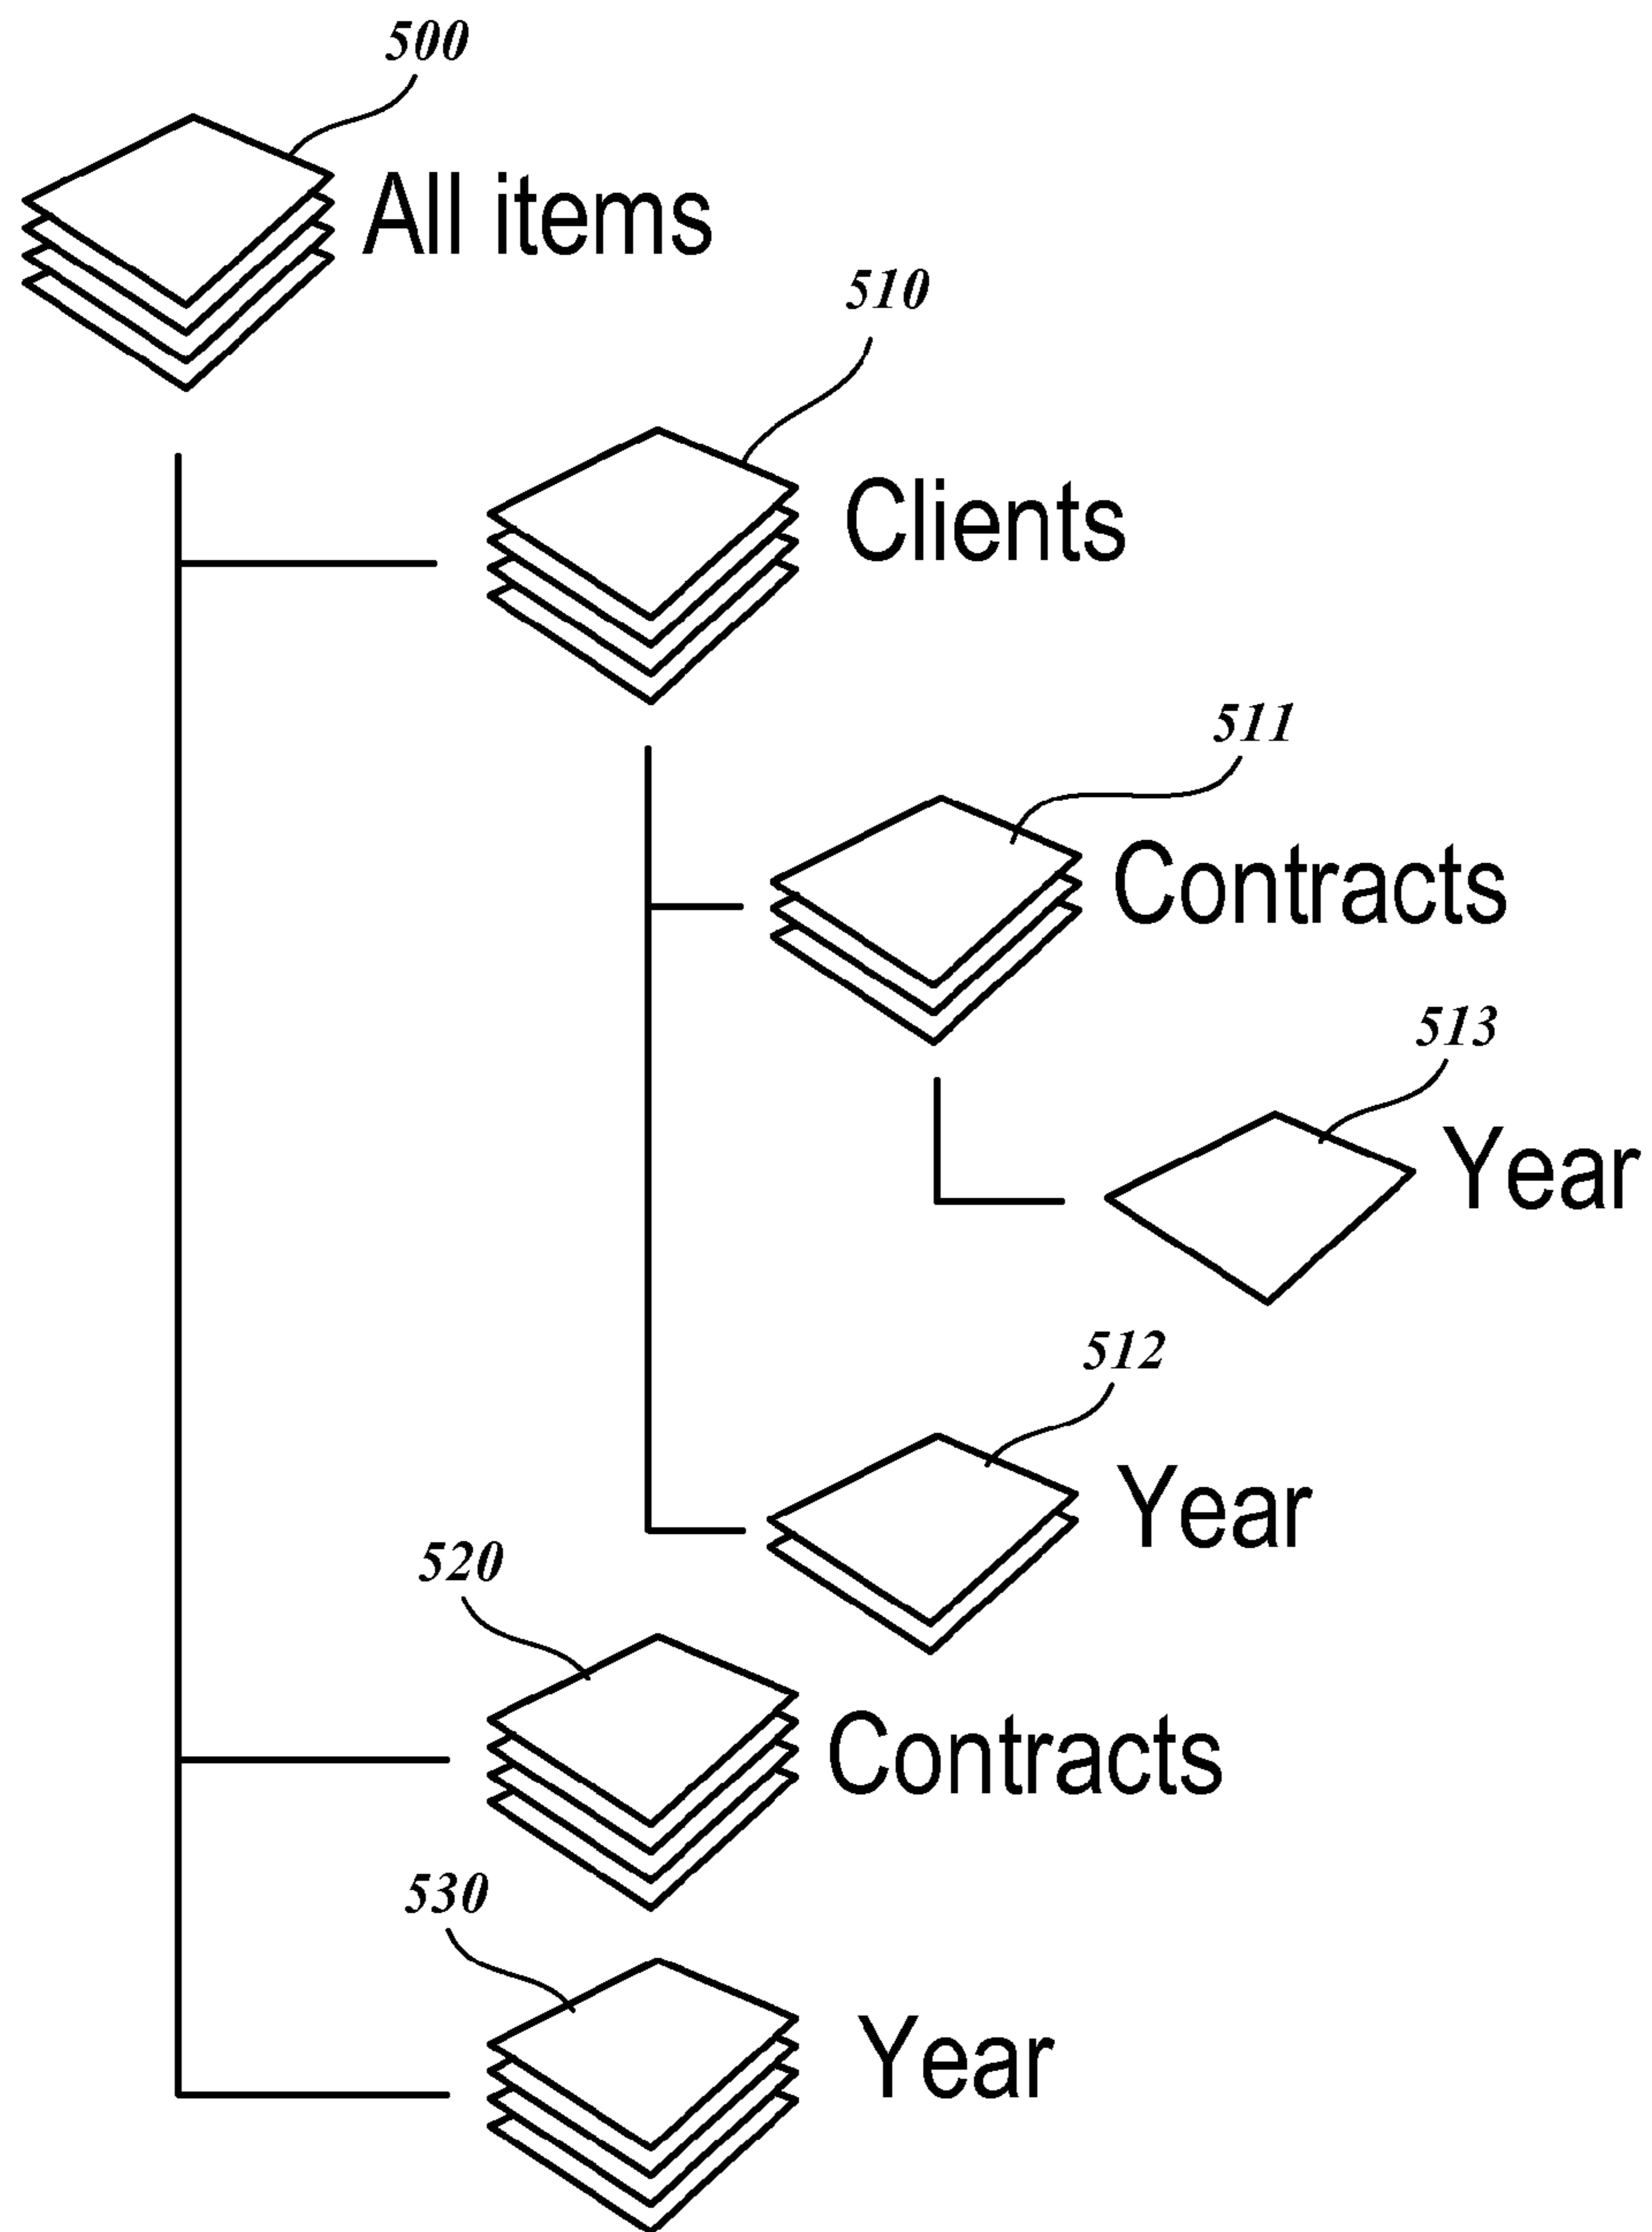 500
All items
510
Clients
511
Contracts
513
Year
512
Year
520
Contracts
530
Year